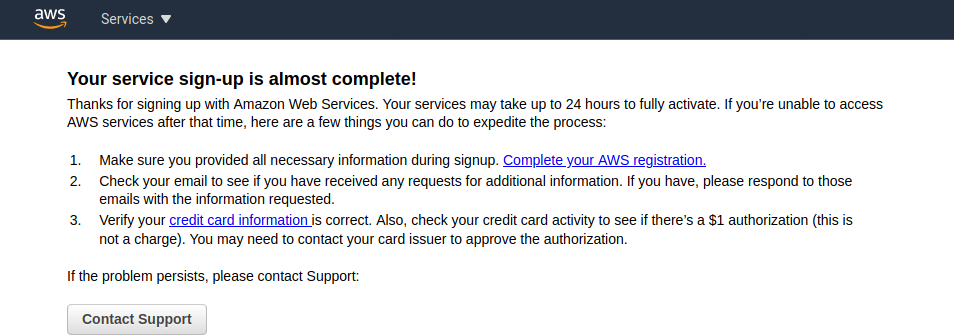 aws
Services
Your service sign-up is almost complete!
Thanks for signing up with Amazon Web Services. Your services may take up to 24 hours to fully activate. If you’re unable to access
AWS services after that time, here are a few things you can do to expedite the process:
1. Make sure you provided all necessary information during signup. Complete your AWS registration.
2. Check your email to see if you have received any requests for additional information. If you have, please respond to those
emails with the information requested.
3. Verify your credit card information is correct. Also, check your credit card activity to see if there’s a $1 authorization (this is
not a charge). You may need to contact your card issuer to approve the authorization.
If the problem persists, please contact Support:
Contact Support